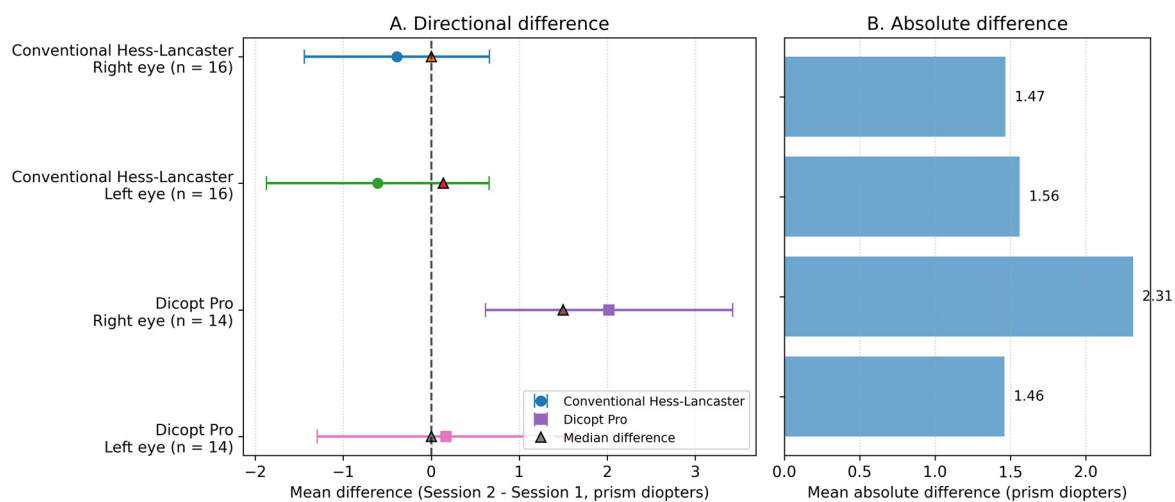 A. Directional difference
Conventional Hess-Lancaster
Right eye (n = 16)
Conventional Hess-Lancaster
Left eye (n = 16)
Dicopt Pro
Right eye (n = 14)
Dicopt Pro
Left eye (n = 14)
Conventional Hess-Lancaster
Dicopt Pro
Median difference
−2 −1 0 1 2 3
Mean difference (Session 2 - Session 1, prism diopters)
B. Absolute difference
1.47
1.56
2.31
1.46
0.0 0.5 1.0 1.5 2.0
Mean absolute difference (prism diopters)